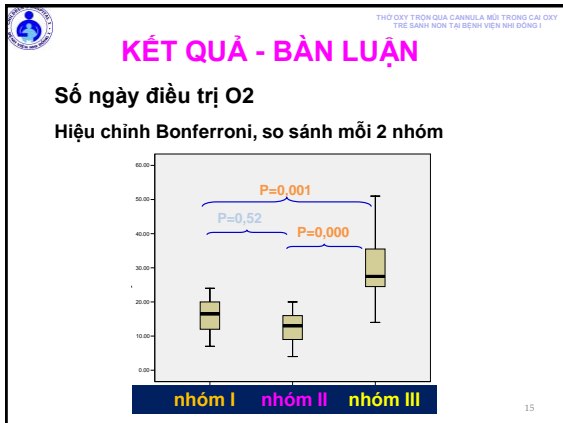 THỞ OXY TRỘN QUA CANNULA MŨI TRONG CAI OXY
TRẺ SANH NON TẠI BỆNH VIỆN NHI ĐỒNG I
KẾT QUẢ - BÀN LUẬN
Số ngày điều trị O2
Hiệu chỉnh Bonferroni, so sánh mỗi 2 nhóm
60.00
50.00
40.00
30.00
20.00
10.00
0.00
P=0,001
P=0,52
P=0,000
nhóm I nhóm II nhóm III
15